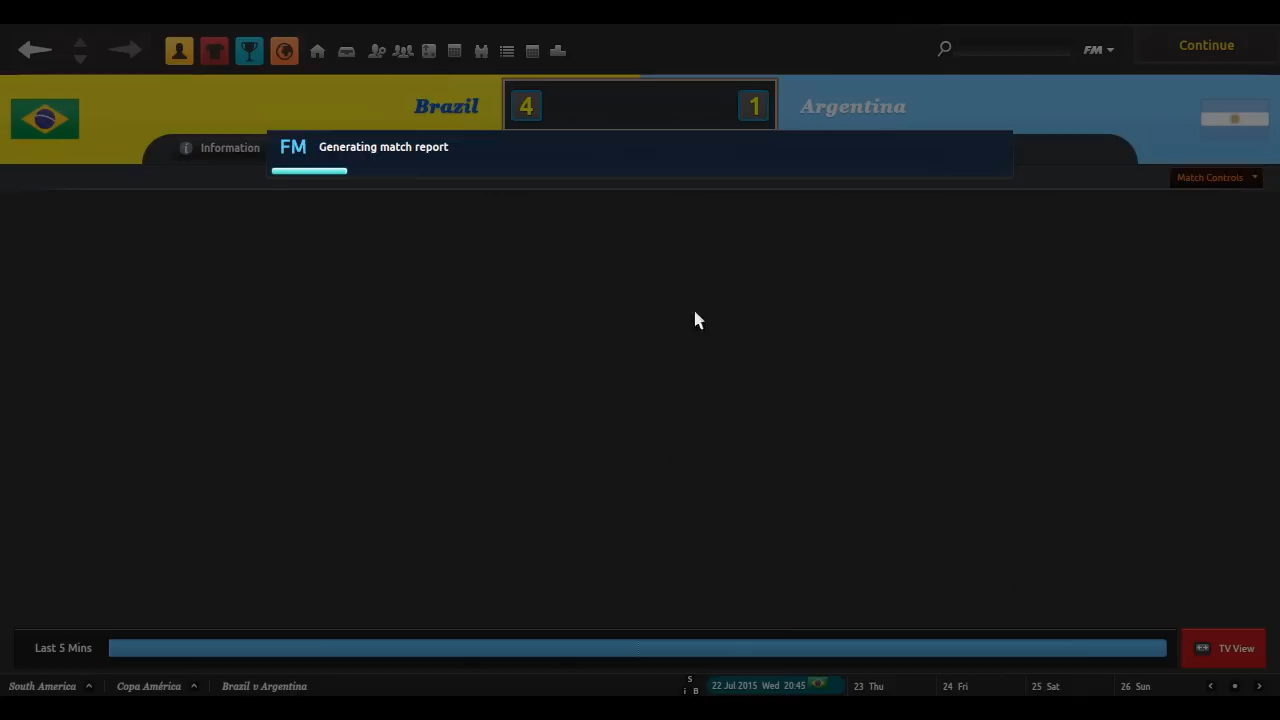 FM
Continue
Brazil
4
1
Argentina
Information
FM Generating match report
Match Controls
Last 5 Mins
TV View
South America
Copa América
Brazil v Argentina
S
i B
22 Jul 2015 Wed 20:45
23 Thu
24 Fri
25 Sat
26 Sun